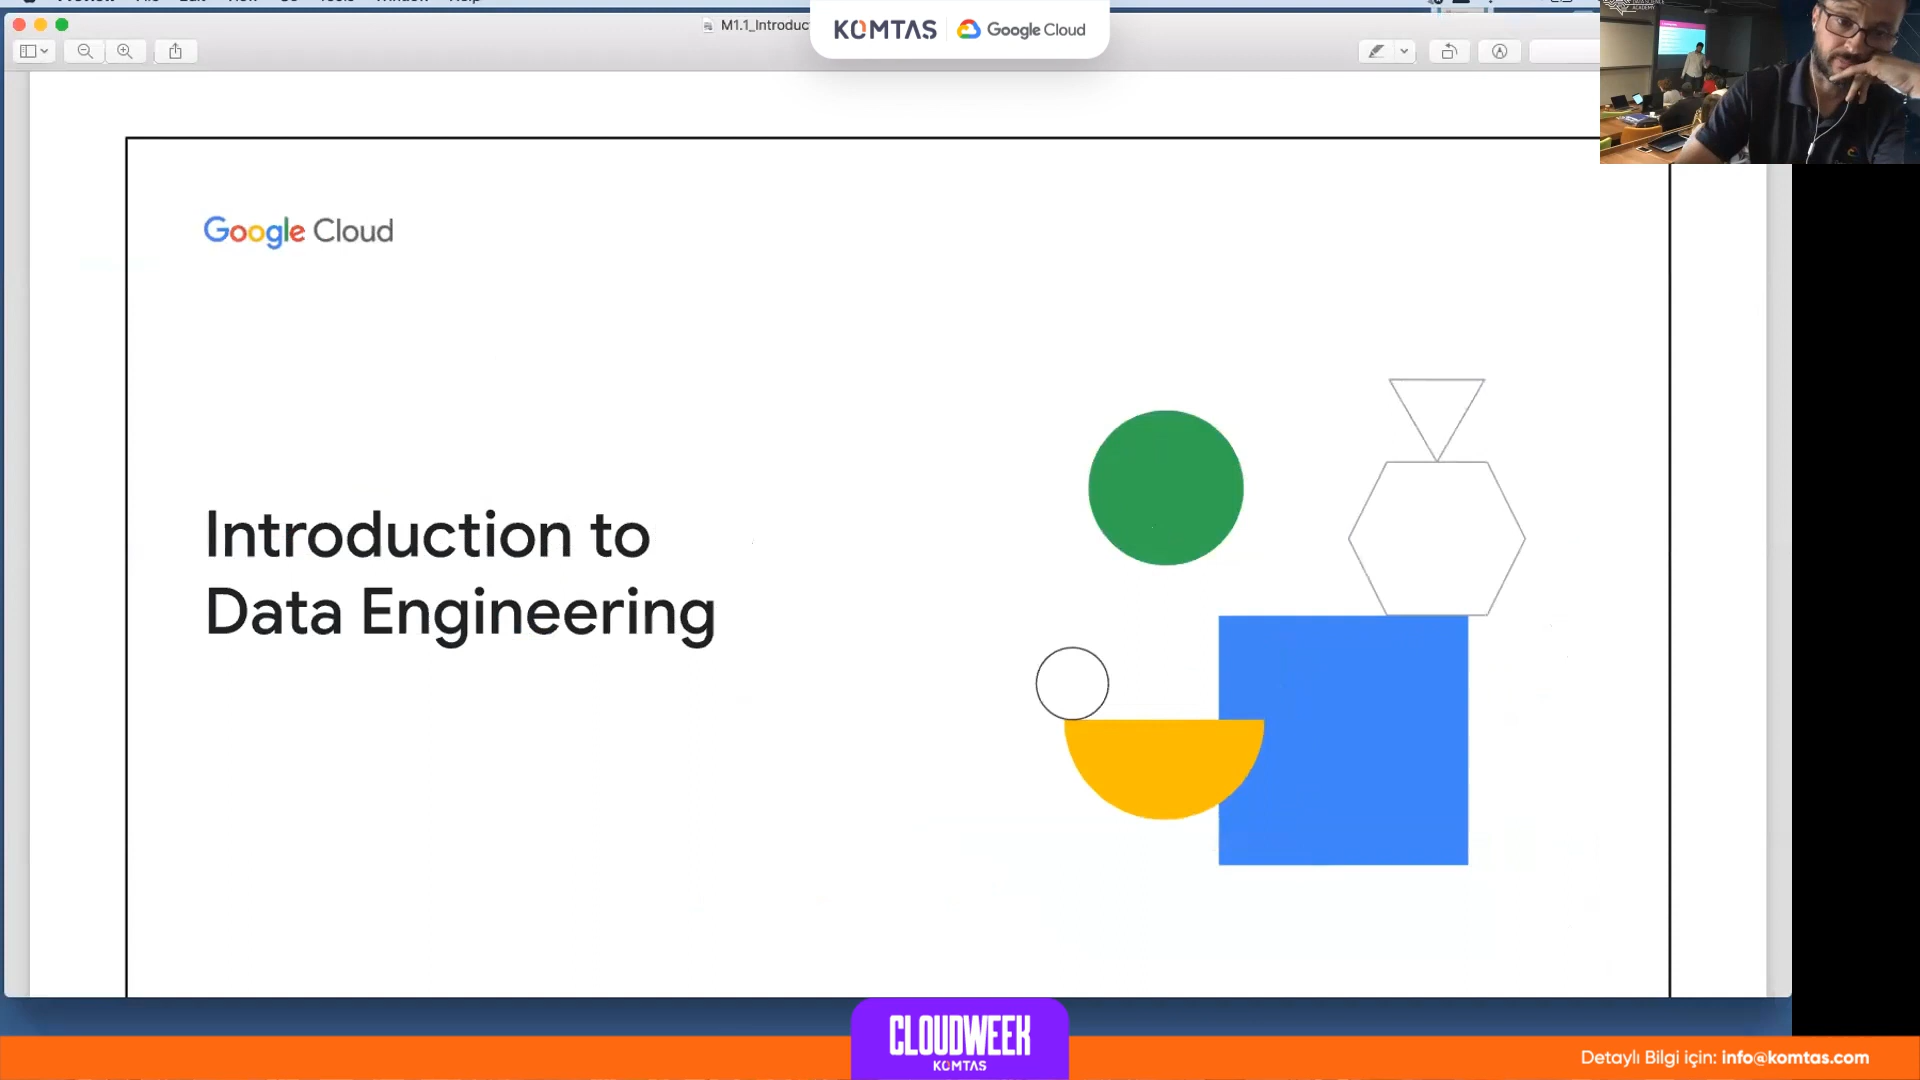 M1.1_Introduc
KOMTAS
Google Cloud
Google Cloud
Introduction to
Data Engineering
CLOUDWEEK
KOMTAS
Detaylı Bilgi için: info@komtas.com